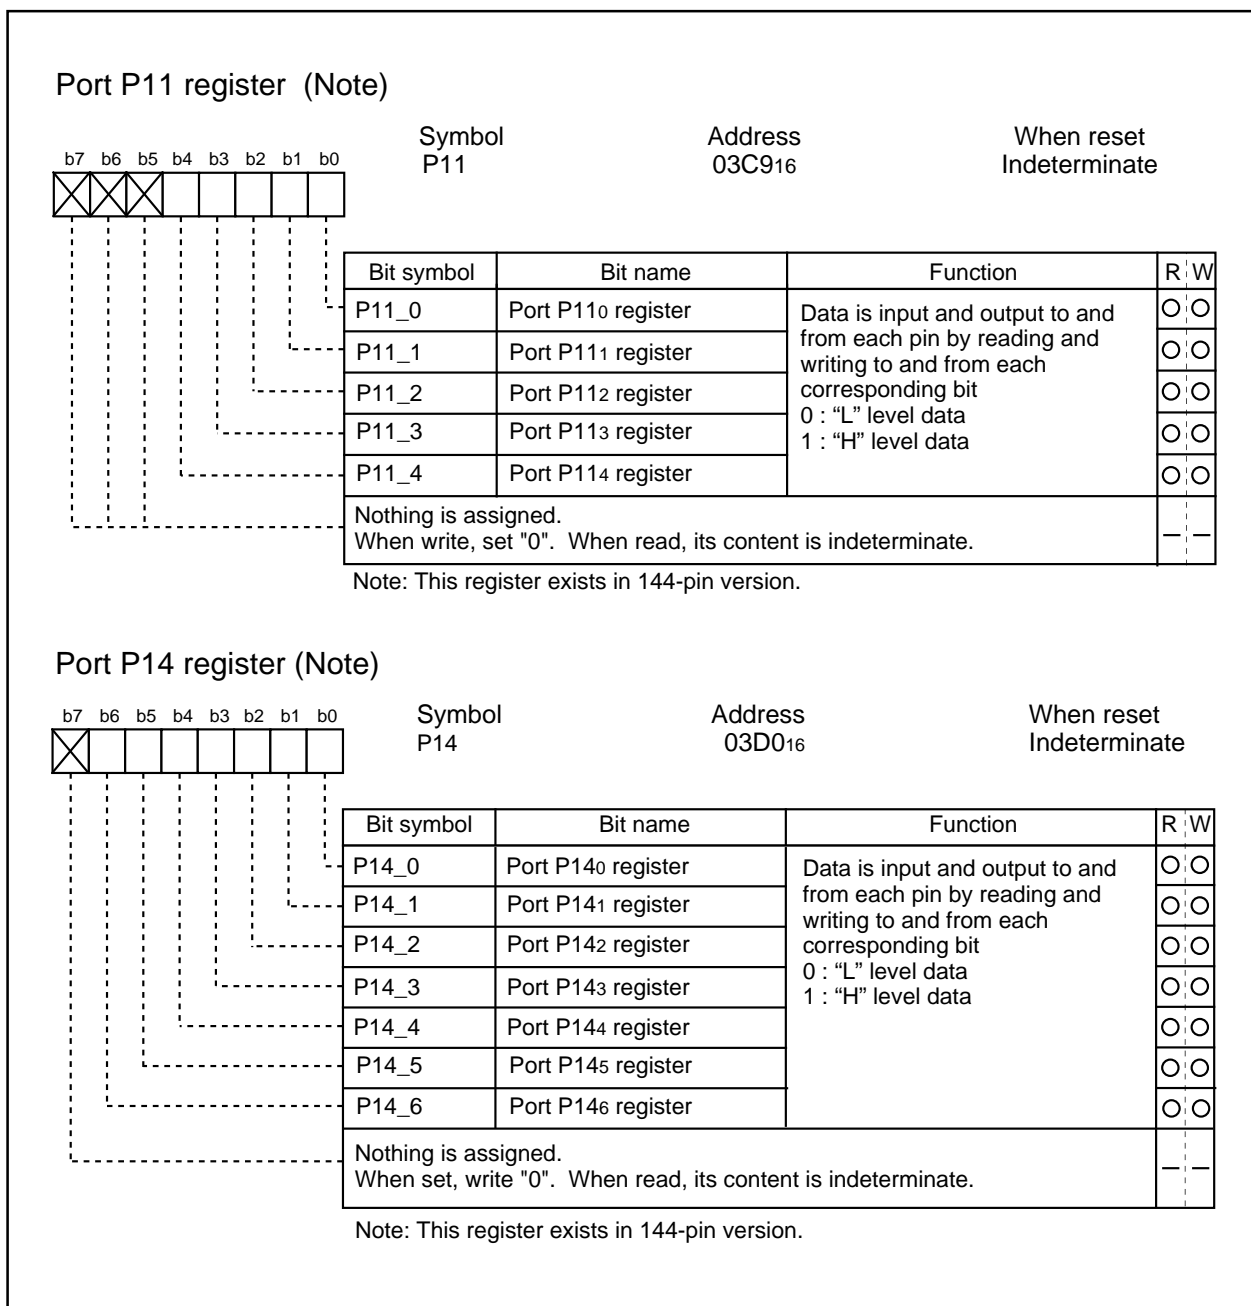 Port P11 register (Note)
Symbol Address When reset
b7 b6 b5 b4 b3 b2 b1 b0 P11 03C916 Indeterminate
Bit symbol Bit name Function R W
P11_0 Port P110 register Data is input and output to and
from each pin by reading and
P11_1 Port P111 register writing to and from each
P11_2 Port P112 register corresponding bit
0 : “L” level data
P11_3 Port P113 register 1 : “H” level data
P11_4 Port P114 register
Nothing is assigned.
When write, set "0". When read, its content is indeterminate. – –
Note: This register exists in 144-pin version.
Port P14 register (Note)
b7 b6 b5 b4 b3 b2 b1 b0 Symbol Address When reset
P14 03D016 Indeterminate
Bit symbol Bit name Function R W
P14_0 Port P140 register Data is input and output to and
P14_1 Port P141 register from each pin by reading and
writing to and from each
P14_2 Port P142 register corresponding bit
0 : “L” level data
P14_3 Port P143 register 1 : “H” level data
P14_4 Port P144 register
P14_5 Port P145 register
P14_6 Port P146 register
Nothing is assigned.
When set, write "0". When read, its content is indeterminate. – –
Note: This register exists in 144-pin version.